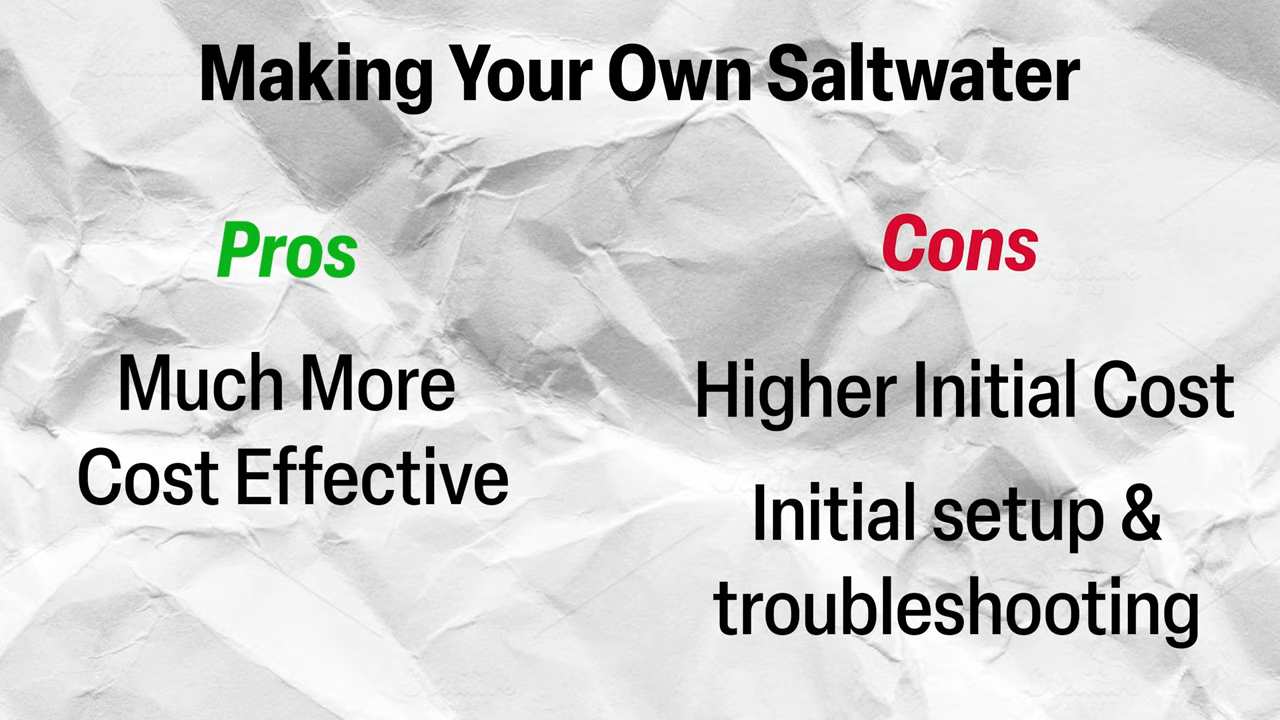 Making Your Own Saltwater
Pros
Much More
Cost Effective
Cons
Higher Initial Cost
Initial setup &
troubleshooting